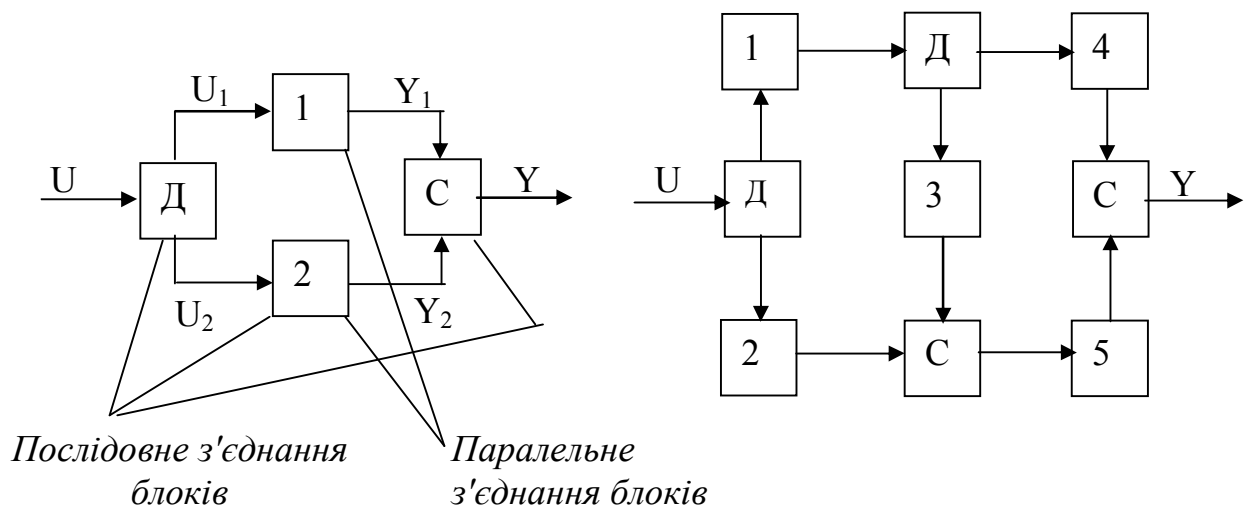 U
Д
U₁
1
Y₁
U₂
2
Y₂
С
Y
Послідовне з'єднання
блоків
Паралельне
з'єднання блоків
1
Д
4
U
Д
3
С
Y
2
С
5